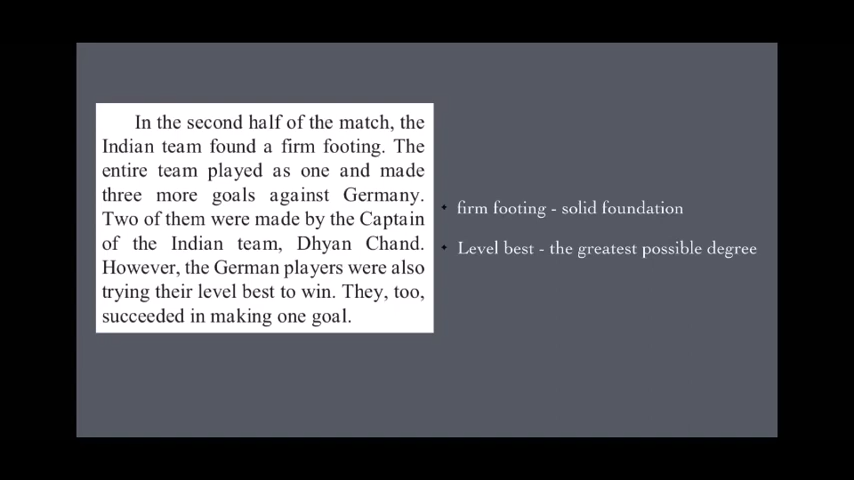 In the second half of the match, the
Indian team found a firm footing. The
entire team played as one and made
three more goals against Germany.
Two of them were made by the Captain
of the Indian team, Dhyan Chand.
However, the German players were also
trying their level best to win. They, too,
succeeded in making one goal.
firm footing - solid foundation
Level best - the greatest possible degree